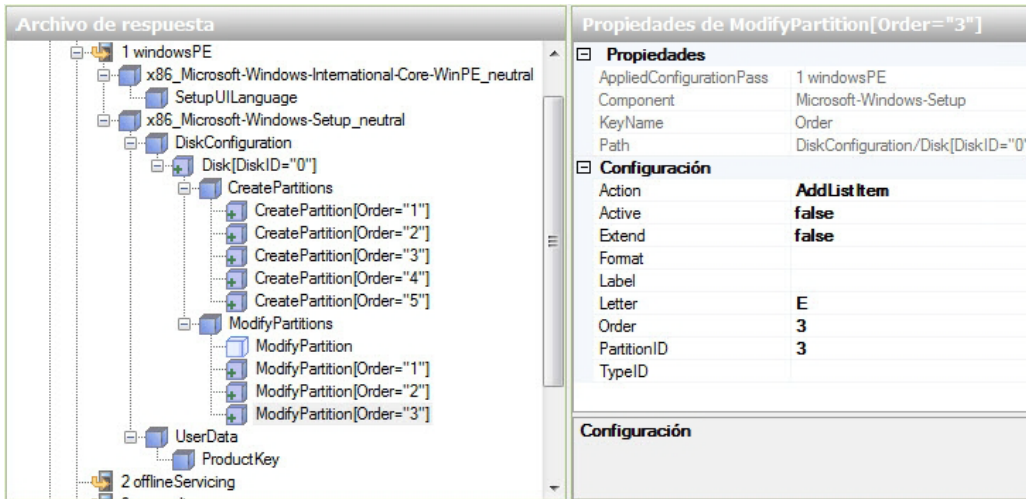 Archivo de respuesta
1 windowsPE
x86_Microsoft-Windows-International-Core-WinPE_neutral
SetupUILanguage
x86_Microsoft-Windows-Setup_neutral
DiskConfiguration
Disk[DiskID="0"]
CreatePartitions
CreatePartition[Order="1"]
CreatePartition[Order="2"]
CreatePartition[Order="3"]
CreatePartition[Order="4"]
CreatePartition[Order="5"]
ModifyPartitions
ModifyPartition
ModifyPartition[Order="1"]
ModifyPartition[Order="2"]
ModifyPartition[Order="3"]
UserData
ProductKey
2 offlineServicing
Propiedades de ModifyPartition[Order="3"]
Propiedades
AppliedConfigurationPass 1 windowsPE
Component Microsoft-Windows-Setup
KeyName Order
Path DiskConfiguration/Disk[DiskID="0"
Configuración
Action AddListItem
Active false
Extend false
Format
Label
Letter E
Order 3
PartitionID 3
TypeID
Configuración